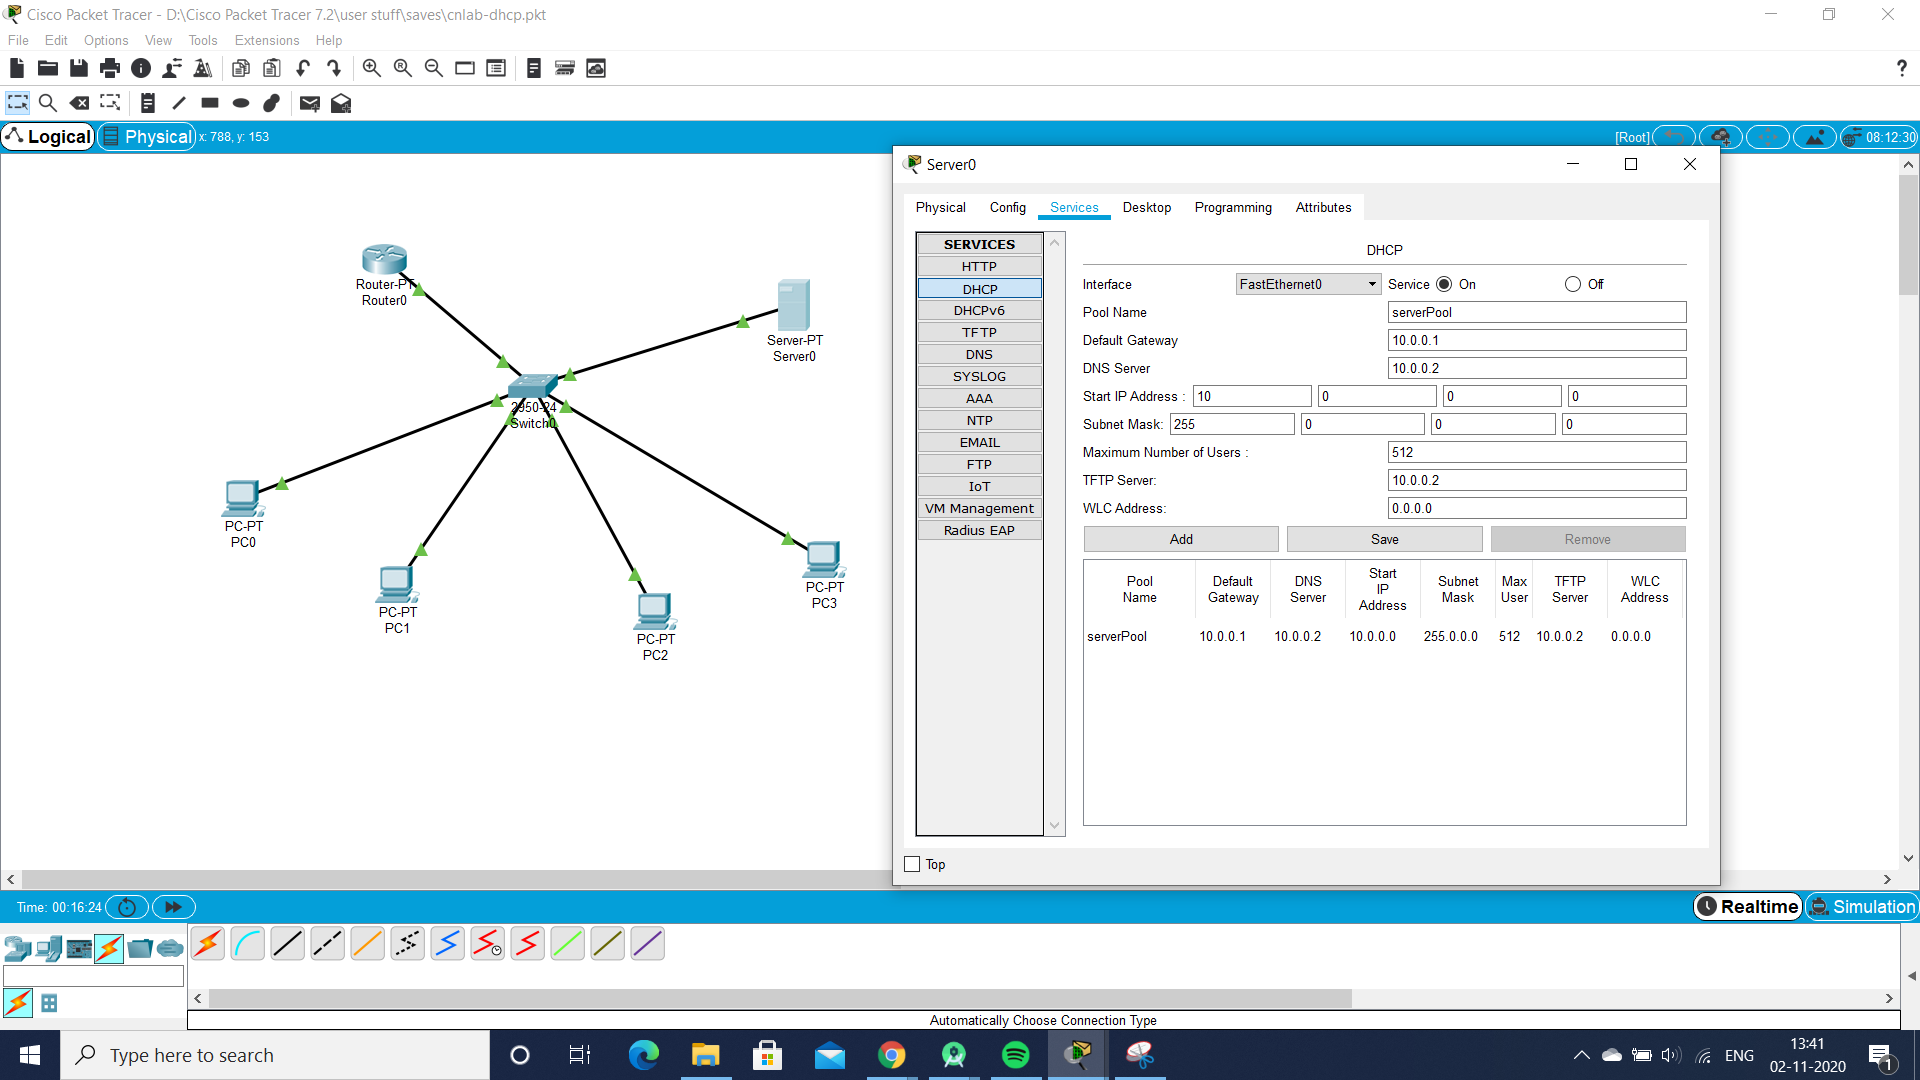 Cisco Packet Tracer - D:\Cisco Packet Tracer 7.2\user stuff\saves\cnlab-dhcp.pkt
File Edit Options View Tools Extensions Help
?
Logical Physical x: 788, y: 153 [Root] 08:12:30
Router-PT
Router0
Server-PT
Server0
2950-24
Switch0
PC-PT
PC0
PC-PT
PC1
PC-PT
PC2
PC-PT
PC3
Server0
Physical Config Services Desktop Programming Attributes
SERVICES
HTTP
DHCP
DHCPv6
TFTP
DNS
SYSLOG
AAA
NTP
EMAIL
FTP
IoT
VM Management
Radius EAP
DHCP
Interface FastEthernet0 Service On Off
Pool Name serverPool
Default Gateway 10.0.0.1
DNS Server 10.0.0.2
Start IP Address : 10 0 0 0
Subnet Mask: 255 0 0 0
Maximum Number of Users : 512
TFTP Server: 10.0.0.2
WLC Address: 0.0.0.0
Add Save Remove
Pool Name Default Gateway DNS Server Start IP Address Subnet Mask Max User TFTP Server WLC Address
serverPool 10.0.0.1 10.0.0.2 10.0.0.0 255.0.0.0 512 10.0.0.2 0.0.0.0
Top
Time: 00:16:24 Realtime Simulation
Automatically Choose Connection Type
Type here to search
ENG
13:41
02-11-2020
1